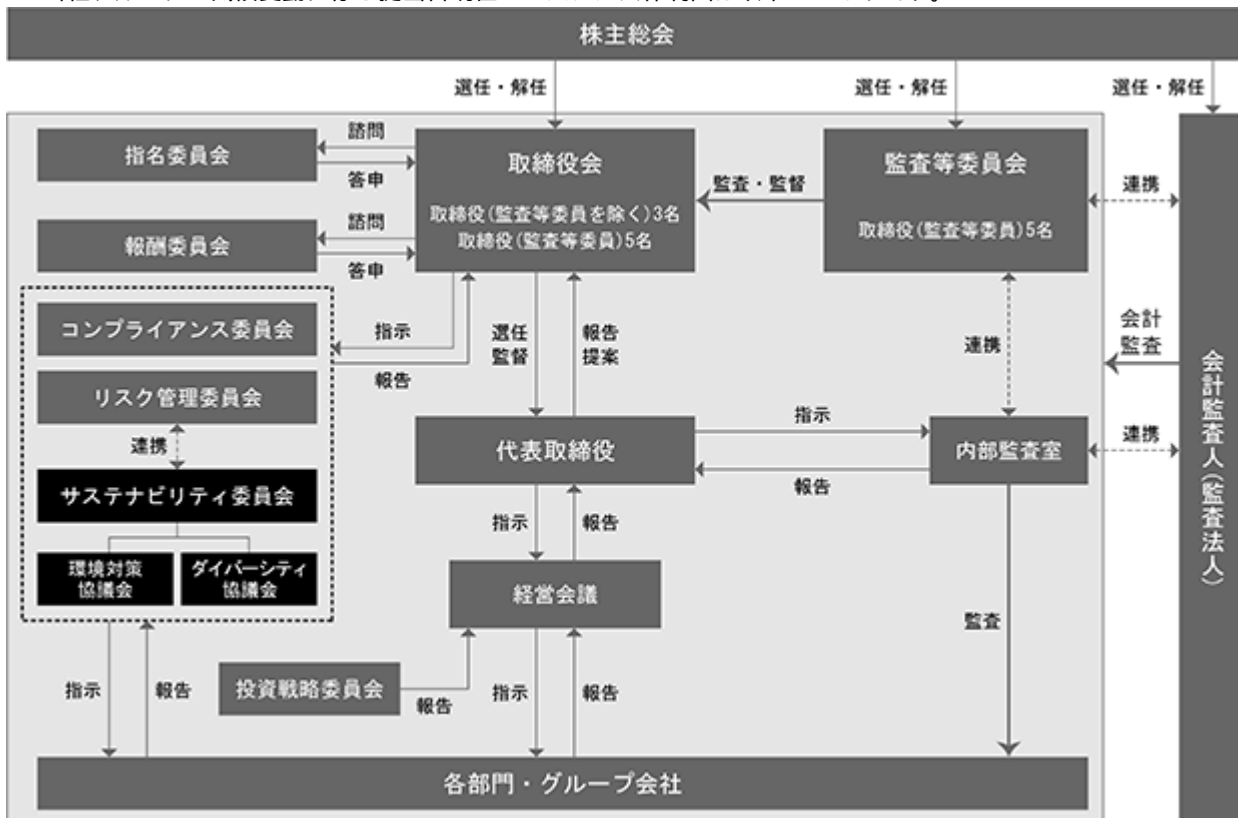 株主総会
選任・解任
選任・解任
選任・解任
指名委員会
諮問
答申
取締役会
取締役(監査等委員を除く)3名
取締役(監査等委員)5名
監査・監督
監査等委員会
取締役(監査等委員)5名
連携
報酬委員会
諮問
答申
コンプライアンス委員会
指示
報告
選任
監督
報告
提案
連携
会計
監査
会計監査人(監査法人)
リスク管理委員会
連携
サステナビリティ委員会
環境対策
協議会
ダイバーシティ
協議会
代表取締役
指示
報告
内部監査室
連携
指示
報告
経営会議
監査
投資戦略委員会
報告
指示
報告
指示
報告
各部門・グループ会社